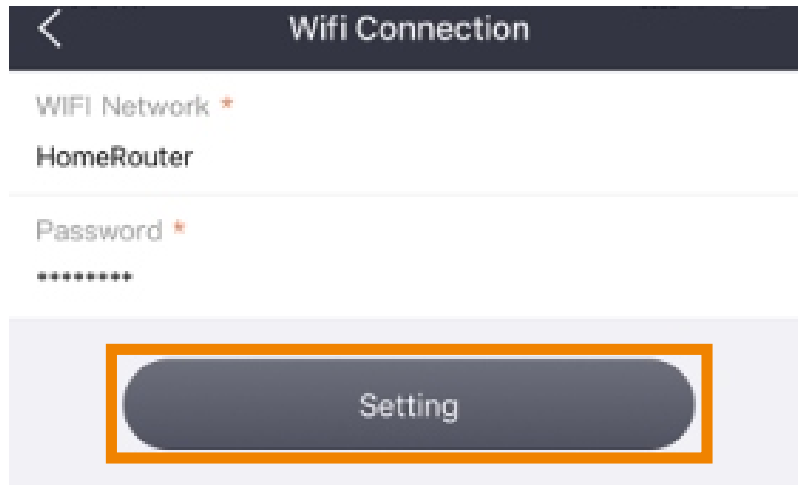 Wifi Connection
WIFI Network *
HomeRouter
Password *
••••••••
Setting